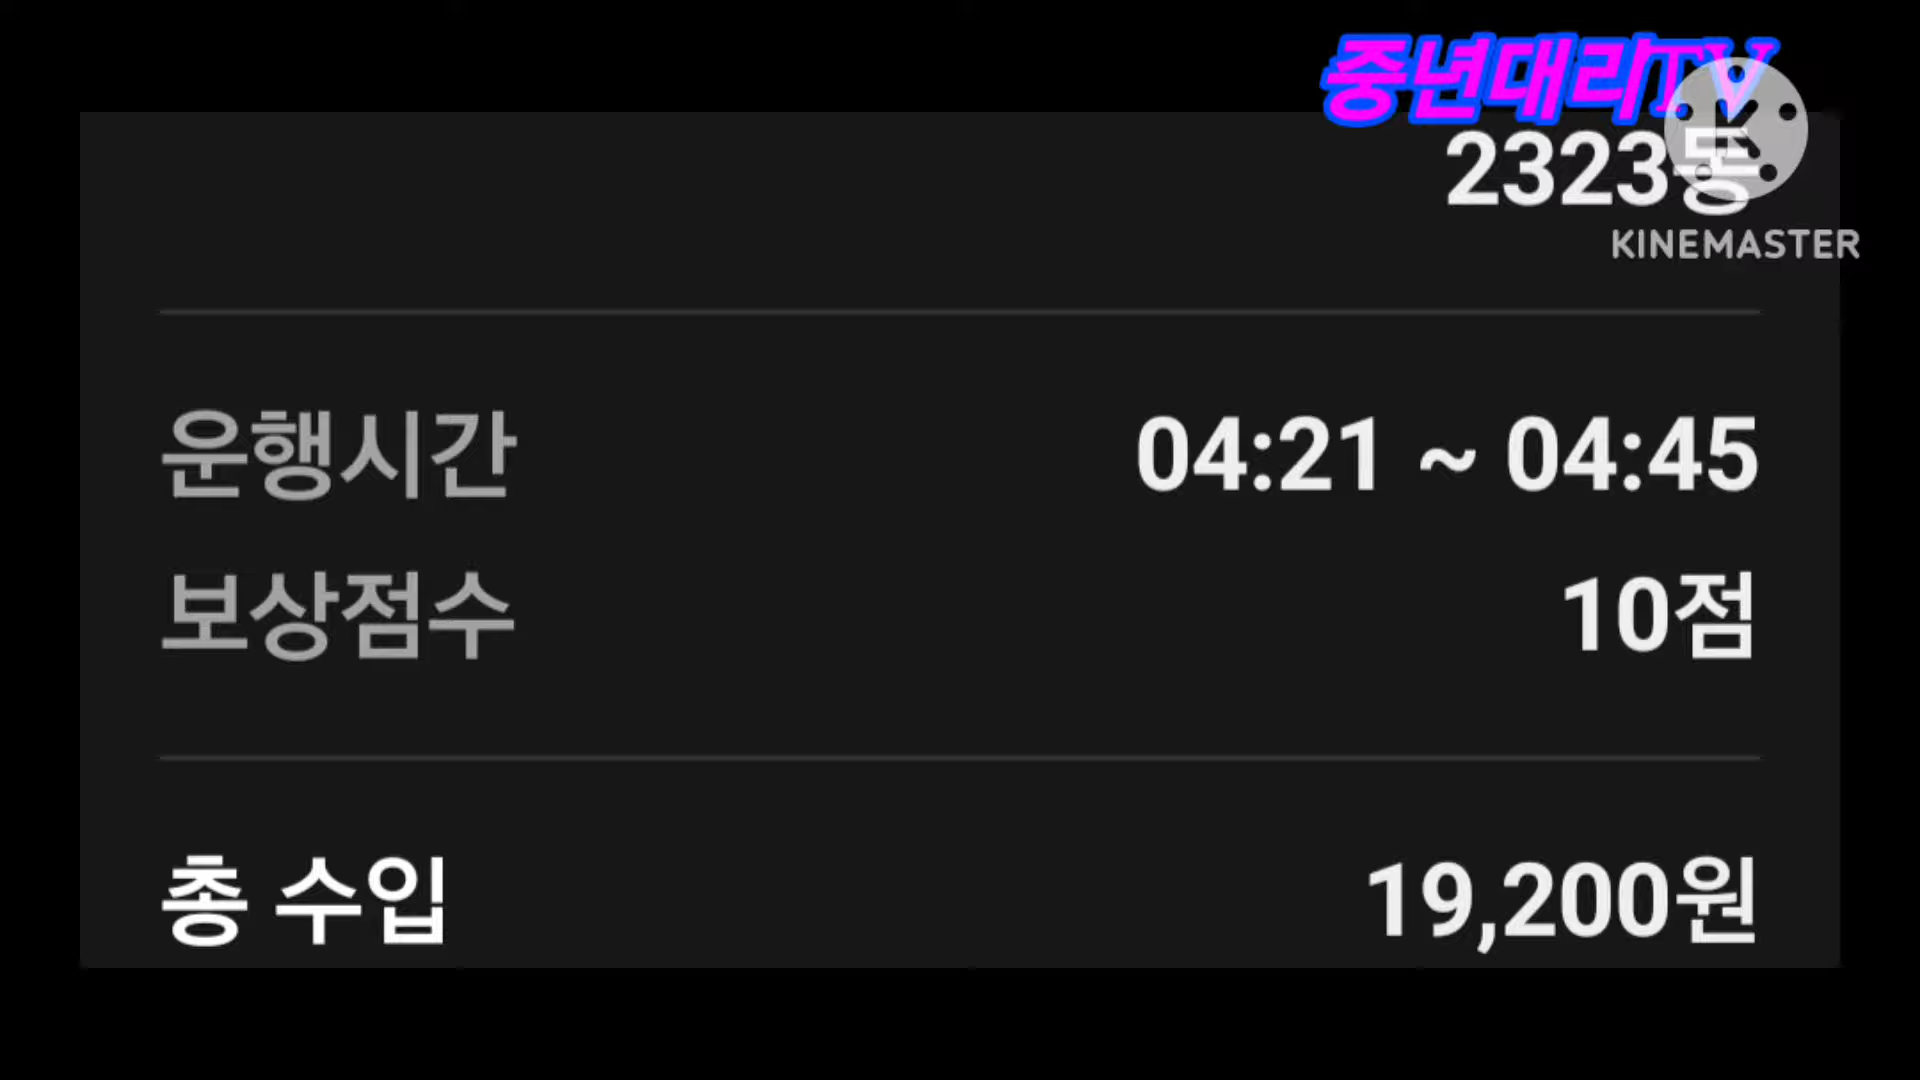 중년대리TV
2323동
KINEMASTER
운행시간 04:21 ~ 04:45
보상점수 10점
총 수입 19,200원